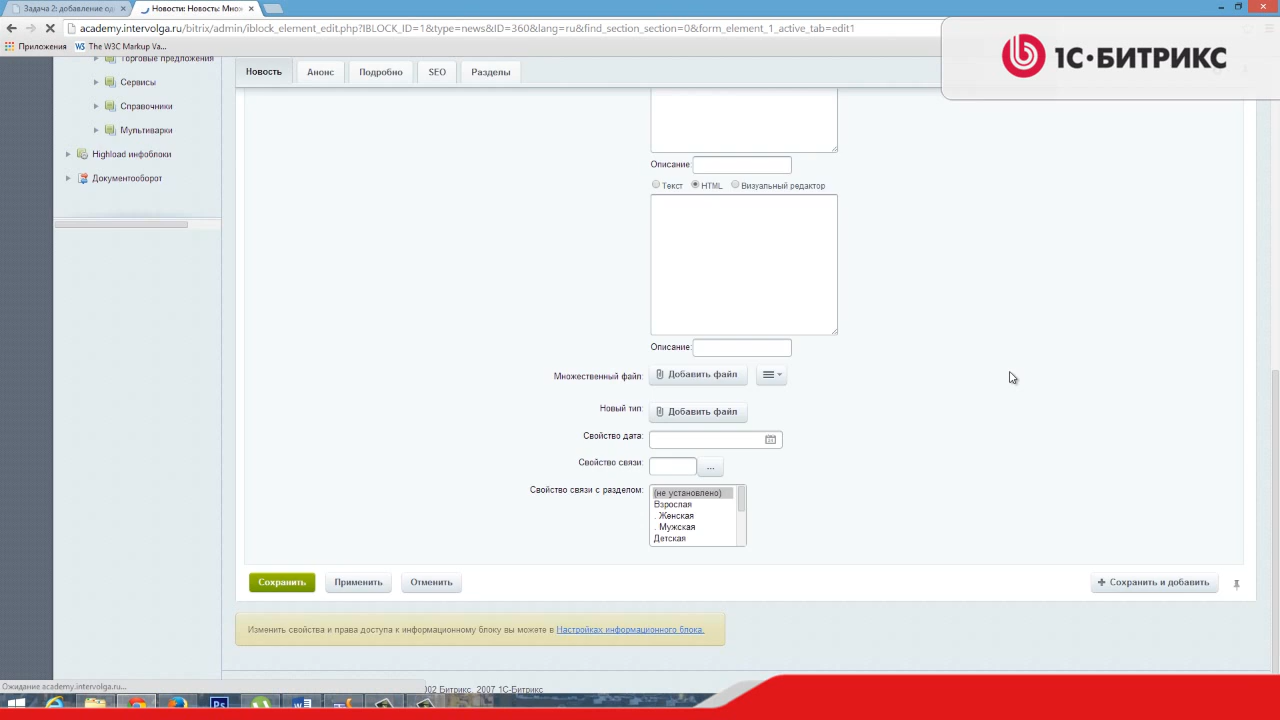 Задача 2: добавление од
Новости: Новость: Мно
academy.intervolga.ru/bitrix/admin/iblock_element_edit.php?IBLOCK_ID=1&type=news&ID=360&lang=ru&find_section_section=0&form_element_1_active_tab=edit1
Приложения
The W3C Markup Va...
1С·БИТРИКС
Торговые предложения
Сервисы
Справочники
Мультиварки
Highload инфоблоки
Документооборот
Новость
Анонс
Подробно
SEO
Разделы
Описание:
Текст HTML Визуальный редактор
Описание:
Множественный файл: Добавить файл
Новый тип: Добавить файл
Свойство дата:
Свойство связи: ...
Свойство связи с разделом: (не установлено)
Взрослая
. Женская
. Мужская
Детская
Сохранить
Применить
Отменить
Сохранить и добавить
Изменить свойства и права доступа к информационному блоку вы можете в Настройках информационного блока.
Ожидание academy.intervolga.ru...
002 Битрикс, 2007 1С-Битрикс